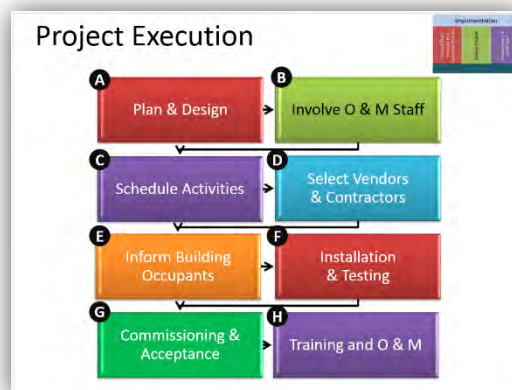 Project Execution
Implementation
A
Plan & Design
B
Involve O & M Staff
C
Schedule Activities
D
Select Vendors
& Contractors
E
Inform Building
Occupants
F
Installation
& Testing
G
Commissioning &
Acceptance
H
Training and O & M